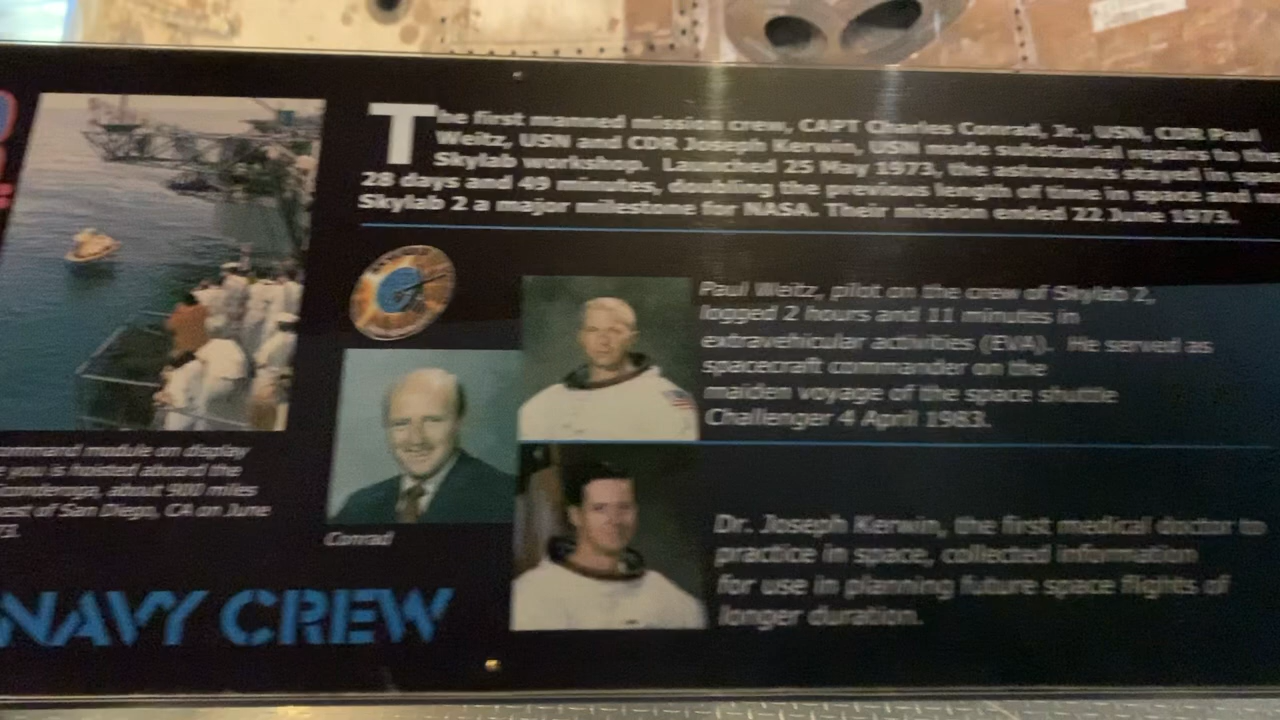 The first manned mission crew, CAPT Charles Conrad, Jr., USN, CDR Paul
Weitz, USN and CDR Joseph Kerwin, USN made substantial repairs to the
Skylab workshop. Launched 25 May 1973, the astronauts stayed in
28 days and 49 minutes, doubling the previous length of time in space and
Skylab 2 a major milestone for NASA. Their mission ended 22 June 1973.
Paul Weitz, pilot on the crew of Skylab 2,
logged 2 hours and 11 minutes in
extravehicular activities (EVA). He served as
spacecraft commander on the
maiden voyage of the space shuttle
Challenger 4 April 1983.
module on display
you is hoisted aboard the
about 900 miles
of San Diego, CA on June
Conrad
Dr. Joseph Kerwin, the first medical doctor to
practice in space, collected information
for use in planning future space flights of
longer duration.
NAVY CREW